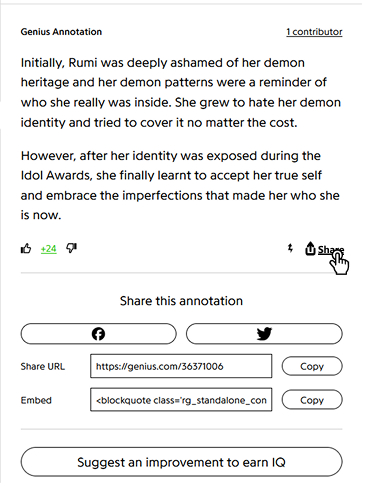 Genius Annotation 1 contributor
Initially, Rumi was deeply ashamed of her demon
heritage and her demon patterns were a reminder of
who she really was inside. She grew to hate her demon
identity and tried to cover it no matter the cost.
However, after her identity was exposed during the
Idol Awards, she finally learnt to accept her true self
and embrace the imperfections that made her who she
is now.
+24 Share
Share this annotation
Share URL https://genius.com/36371006 Copy
Embed <blockquote class='rg_standalone_con Copy
Suggest an improvement to earn IQ